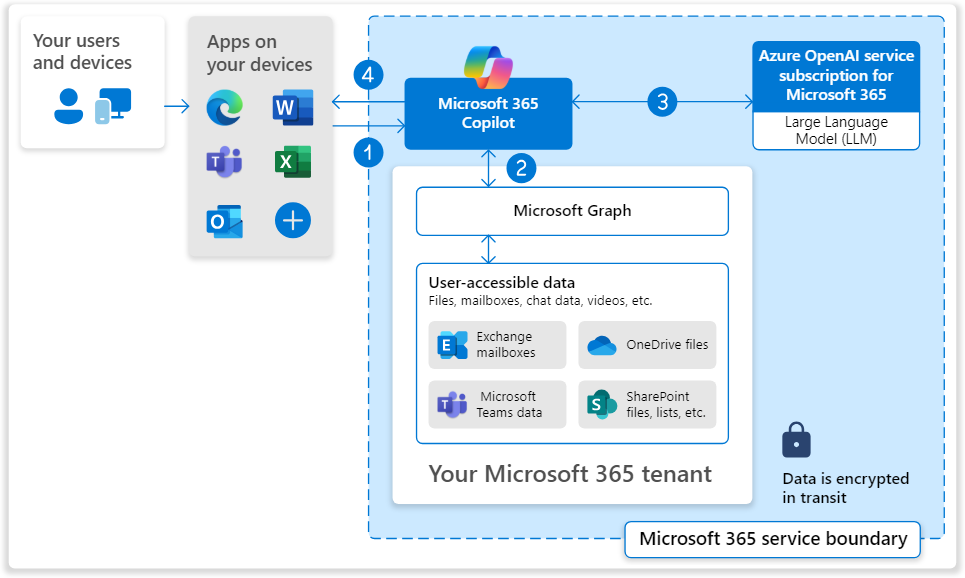 Your users
and devices
Apps on
your devices
W
T
X
O
4
1
Microsoft 365
Copilot
2
3
Azure OpenAI service
subscription for
Microsoft 365
Large Language
Model (LLM)
Microsoft Graph
User-accessible data
Files, mailboxes, chat data, videos, etc.
E
Exchange
mailboxes
OneDrive files
T
Microsoft
Teams data
S
SharePoint
files, lists, etc.
Your Microsoft 365 tenant
Data is encrypted
in transit
Microsoft 365 service boundary